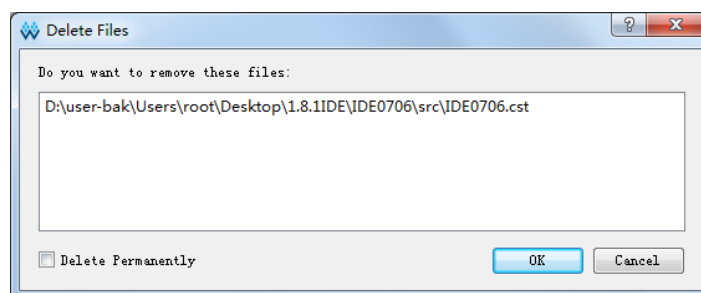 Delete Files
Do you want to remove these files:
D:\user-bak\Users\root\Desktop\1.8.1IDE\IDE0706\src\IDE0706.cst
Delete Permanently
OK
Cancel